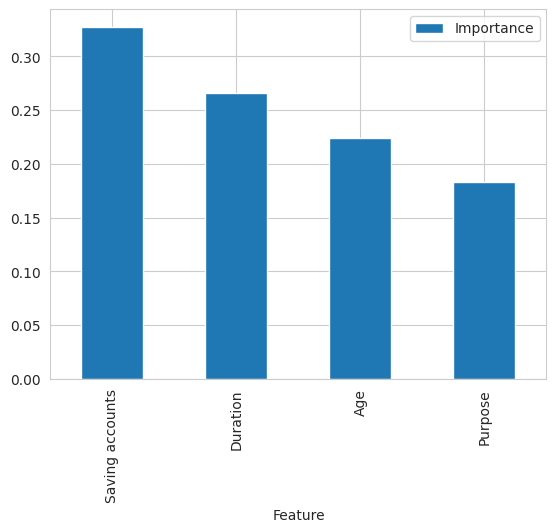 Importance
0.30
0.25
0.20
0.15
0.10
0.05
0.00
Saving accounts
Duration
Age
Purpose
Feature